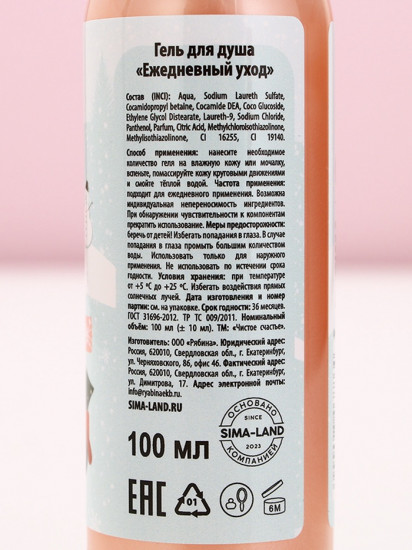 Гель для душа
«Ежедневный уход»
Состав (INCI): Aqua, Sodium Laureth Sulfate,
Cocamidopropyl betaine, Cocamide DEA, Coco Glucoside,
Ethylene Glycol Distearate, Laureth-9, Sodium Chloride,
Panthenol, Parfum, Citric Acid, Methylchloroisothiazolinone,
Methylisothiazolinone, CI 16255, CI 19140.
Способ применения: нанесите необходимое
количество геля на влажную кожу или мочалку,
вспеньте, помассируйте кожу круговыми движениями
и смойте тёплой водой. Частота применения:
подходит для ежедневного применения. Возможна
индивидуальная непереносимость ингредиентов.
При обнаружении чувствительности к компонентам
прекратить использование. Меры предосторожности:
беречь от детей! Избегать попадания в глаза. В случае
попадания в глаза промыть большим количеством
воды. Использовать только для наружного
применения. Не использовать по истечении срока
годности. Условия хранения: при температуре
от +5 °C до +25 °C. Избегать воздействия прямых
солнечных лучей. Дата изготовления и номер
партии: см. на упаковке. Срок годности: 36 месяцев.
ГОСТ 31696-2012. ТР ТС 009/2011. Номинальный
объём: 100 мл (± 10 мл). ТМ: «Чистое счастье».
Изготовитель: ООО «Рябина». Юридический адрес:
Россия, 620010, Свердловская обл., г. Екатеринбург,
ул. Черняховского, 86, офис 46. Фактический адрес:
Россия, 620010, Свердловская обл., г. Екатеринбург,
ул. Димитрова, 17. Адрес электронной почты:
info@ryabinaekb.ru
SIMA-LAND.RU
100 мл
ОСНОВАНО
SINCE
SIMA-LAND
2023
КОМПАНИЕЙ
EAC
01
6M